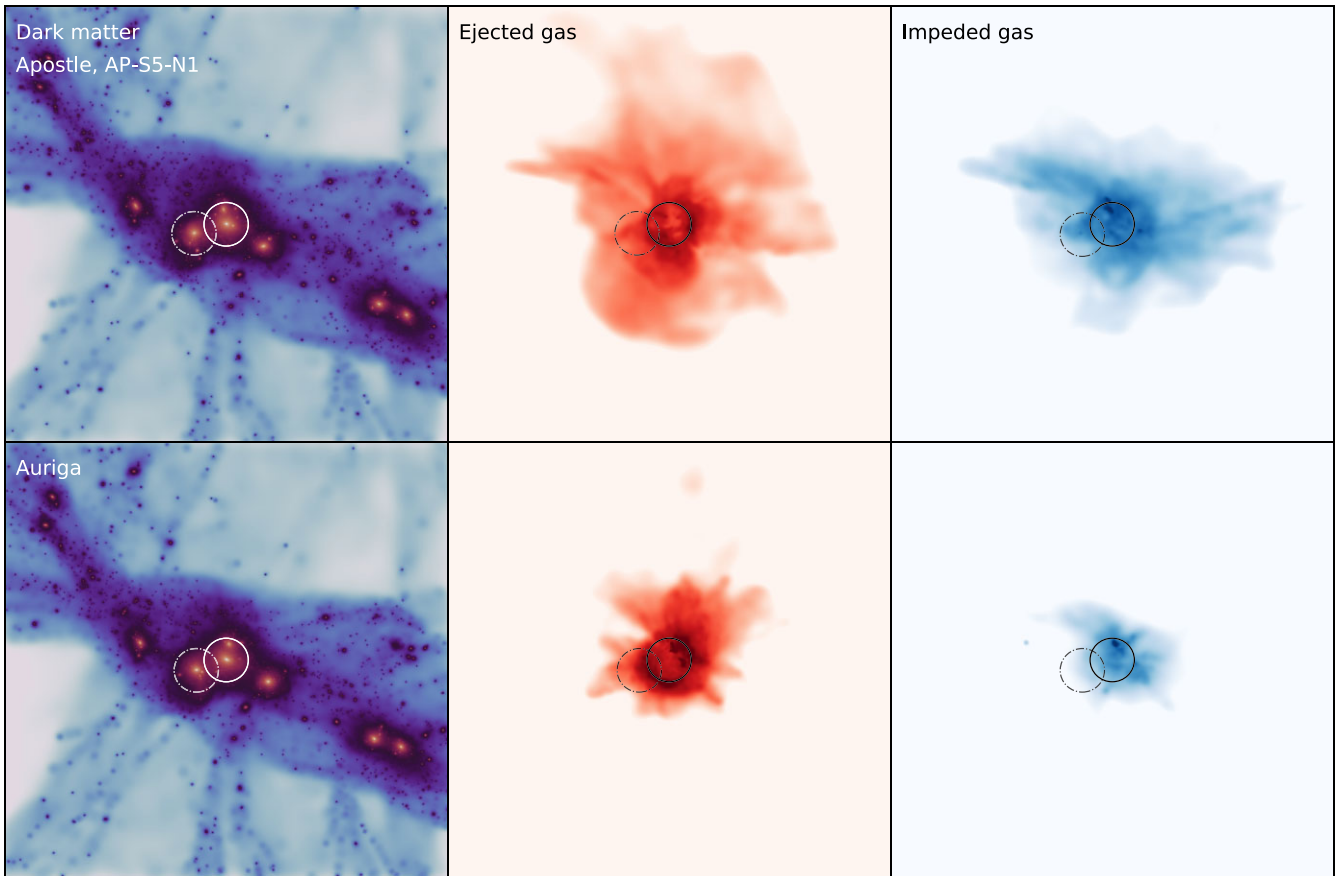 Dark matter
Apostle, AP-S5-N1
Ejected gas
Impeded gas
Auriga